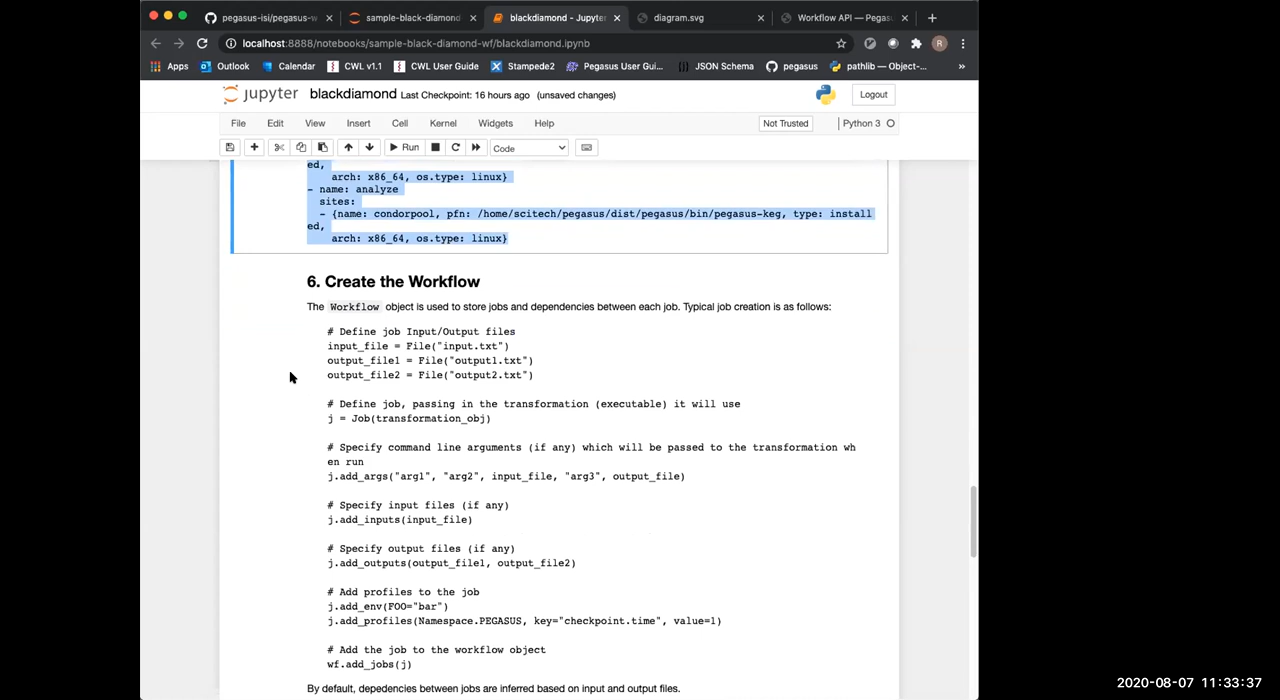 pegasus-isi/pegasus-w
sample-black-diamond
blackdiamond - Jupyter
diagram.svg
Workflow API — Pegas
localhost:8888/notebooks/sample-black-diamond-wf/blackdiamond.ipynb
R
Apps
Outlook
Calendar
CWL v1.1
CWL User Guide
Stampede2
Pegasus User Gui...
JSON Schema
pegasus
pathlib — Object-...
»
jupyter
blackdiamond Last Checkpoint: 16 hours ago (unsaved changes)
Logout
File
Edit
View
Insert
Cell
Kernel
Widgets
Help
Not Trusted
Python 3
Run
Code
ed,
arch: x86_64, os.type: linux}
- name: analyze
sites:
- {name: condorpool, pfn: /home/scitech/pegasus/dist/pegasus/bin/pegasus-keg, type: install
ed,
arch: x86_64, os.type: linux}
6. Create the Workflow
The Workflow object is used to store jobs and dependencies between each job. Typical job creation is as follows:
# Define job Input/Output files
input_file = File("input.txt")
output_file1 = File("output1.txt")
output_file2 = File("output2.txt")
# Define job, passing in the transformation (executable) it will use
j = Job(transformation_obj)
# Specify command line arguments (if any) which will be passed to the transformation wh
en run
j.add_args("arg1", "arg2", input_file, "arg3", output_file)
# Specify input files (if any)
j.add_inputs(input_file)
# Specify output files (if any)
j.add_outputs(output_file1, output_file2)
# Add profiles to the job
j.add_env(FOO="bar")
j.add_profiles(Namespace.PEGASUS, key="checkpoint.time", value=1)
# Add the job to the workflow object
wf.add_jobs(j)
By default, depedencies between jobs are inferred based on input and output files.
2020-08-07 11:33:37